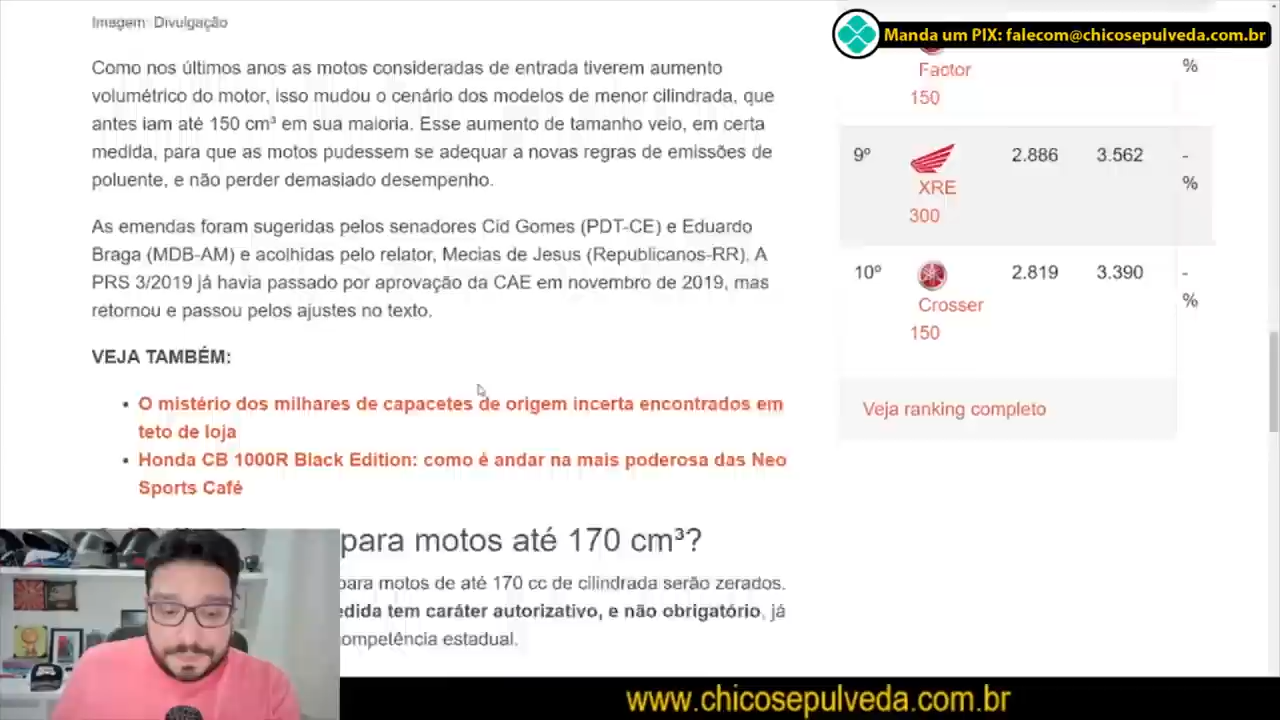 Imagem: Divulgação
Como nos últimos anos as motos consideradas de entrada tiverem aumento
volumétrico do motor, isso mudou o cenário dos modelos de menor cilindrada, que
antes iam até 150 cm³ em sua maioria. Esse aumento de tamanho veio, em certa
medida, para que as motos pudessem se adequar a novas regras de emissões de
poluente, e não perder demasiado desempenho.
As emendas foram sugeridas pelos senadores Cid Gomes (PDT-CE) e Eduardo
Braga (MDB-AM) e acolhidas pelo relator, Mecias de Jesus (Republicanos-RR). A
PRS 3/2019 já havia passado por aprovação da CAE em novembro de 2019, mas
retornou e passou pelos ajustes no texto.
VEJA TAMBÉM:
• O mistério dos milhares de capacetes de origem incerta encontrados em
teto de loja
• Honda CB 1000R Black Edition: como é andar na mais poderosa das Neo
Sports Café
para motos até 170 cm³?
para motos de até 170 cc de cilindrada serão zerados.
edida tem caráter autorizativo, e não obrigatório, já
ompetência estadual.
Manda um PIX: falecom@chicosepulveda.com.br
Factor
150
%
9º 2.886 3.562 -
%
XRE
300
10º 2.819 3.390 -
%
Crosser
150
Veja ranking completo
www.chicosepulveda.com.br